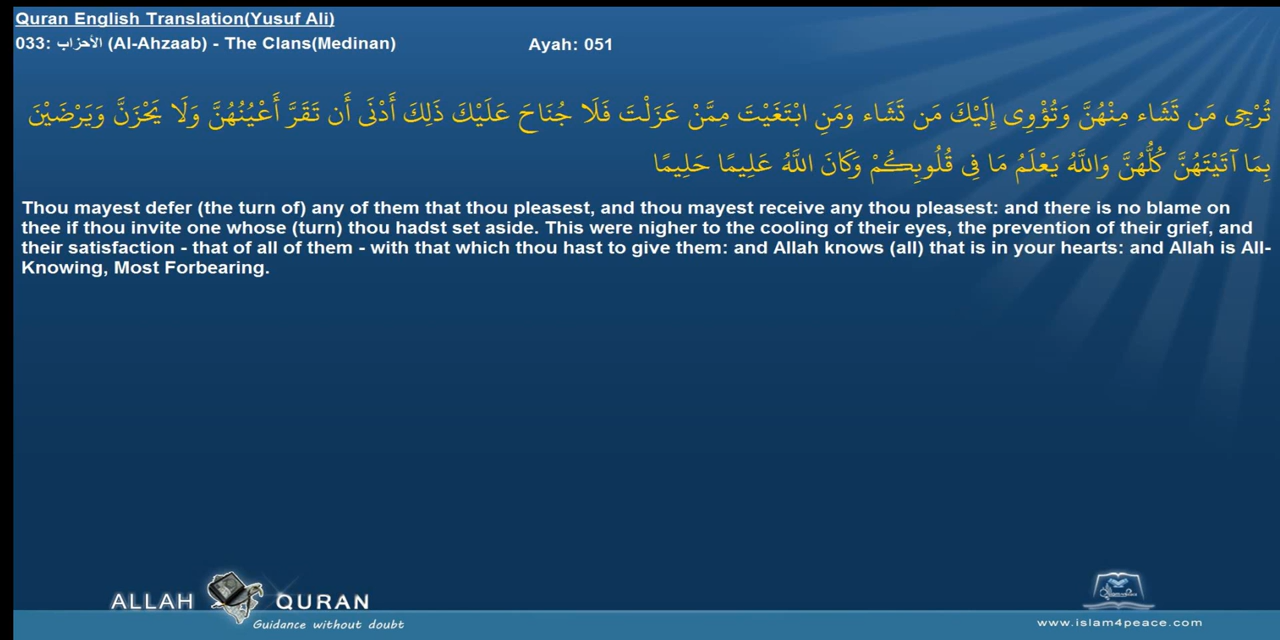 Quran English Translation(Yusuf Ali)
033: الأحزاب (Al-Ahzaab) - The Clans(Medinan) Ayah: 051
تُرْجِى مَن تَشَاء مِنْهُنَّ وَتُؤْوِى إِلَيْكَ مَن تَشَاء وَمَنِ ابْتَغَيْتَ مِمَّنْ عَزَلْتَ فَلَا جُنَاحَ عَلَيْكَ ذَلِكَ أَدْنَى أَن تَقَرَّ أَعْيُنُهُنَّ وَلَا يَحْزَنَّ وَيَرْضَيْنَ
بِمَا آتَيْتَهُنَّ كُلُّهُنَّ وَاللَّهُ يَعْلَمُ مَا فِى قُلُوبِكُمْ وَكَانَ اللَّهُ عَلِيمًا حَلِيمًا
Thou mayest defer (the turn of) any of them that thou pleasest, and thou mayest receive any thou pleasest: and there is no blame on
thee if thou invite one whose (turn) thou hadst set aside. This were nigher to the cooling of their eyes, the prevention of their grief, and
their satisfaction - that of all of them - with that which thou hast to give them: and Allah knows (all) that is in your hearts: and Allah is All-
Knowing, Most Forbearing.
ALLAH QURAN
Guidance without doubt
www.islam4peace.com